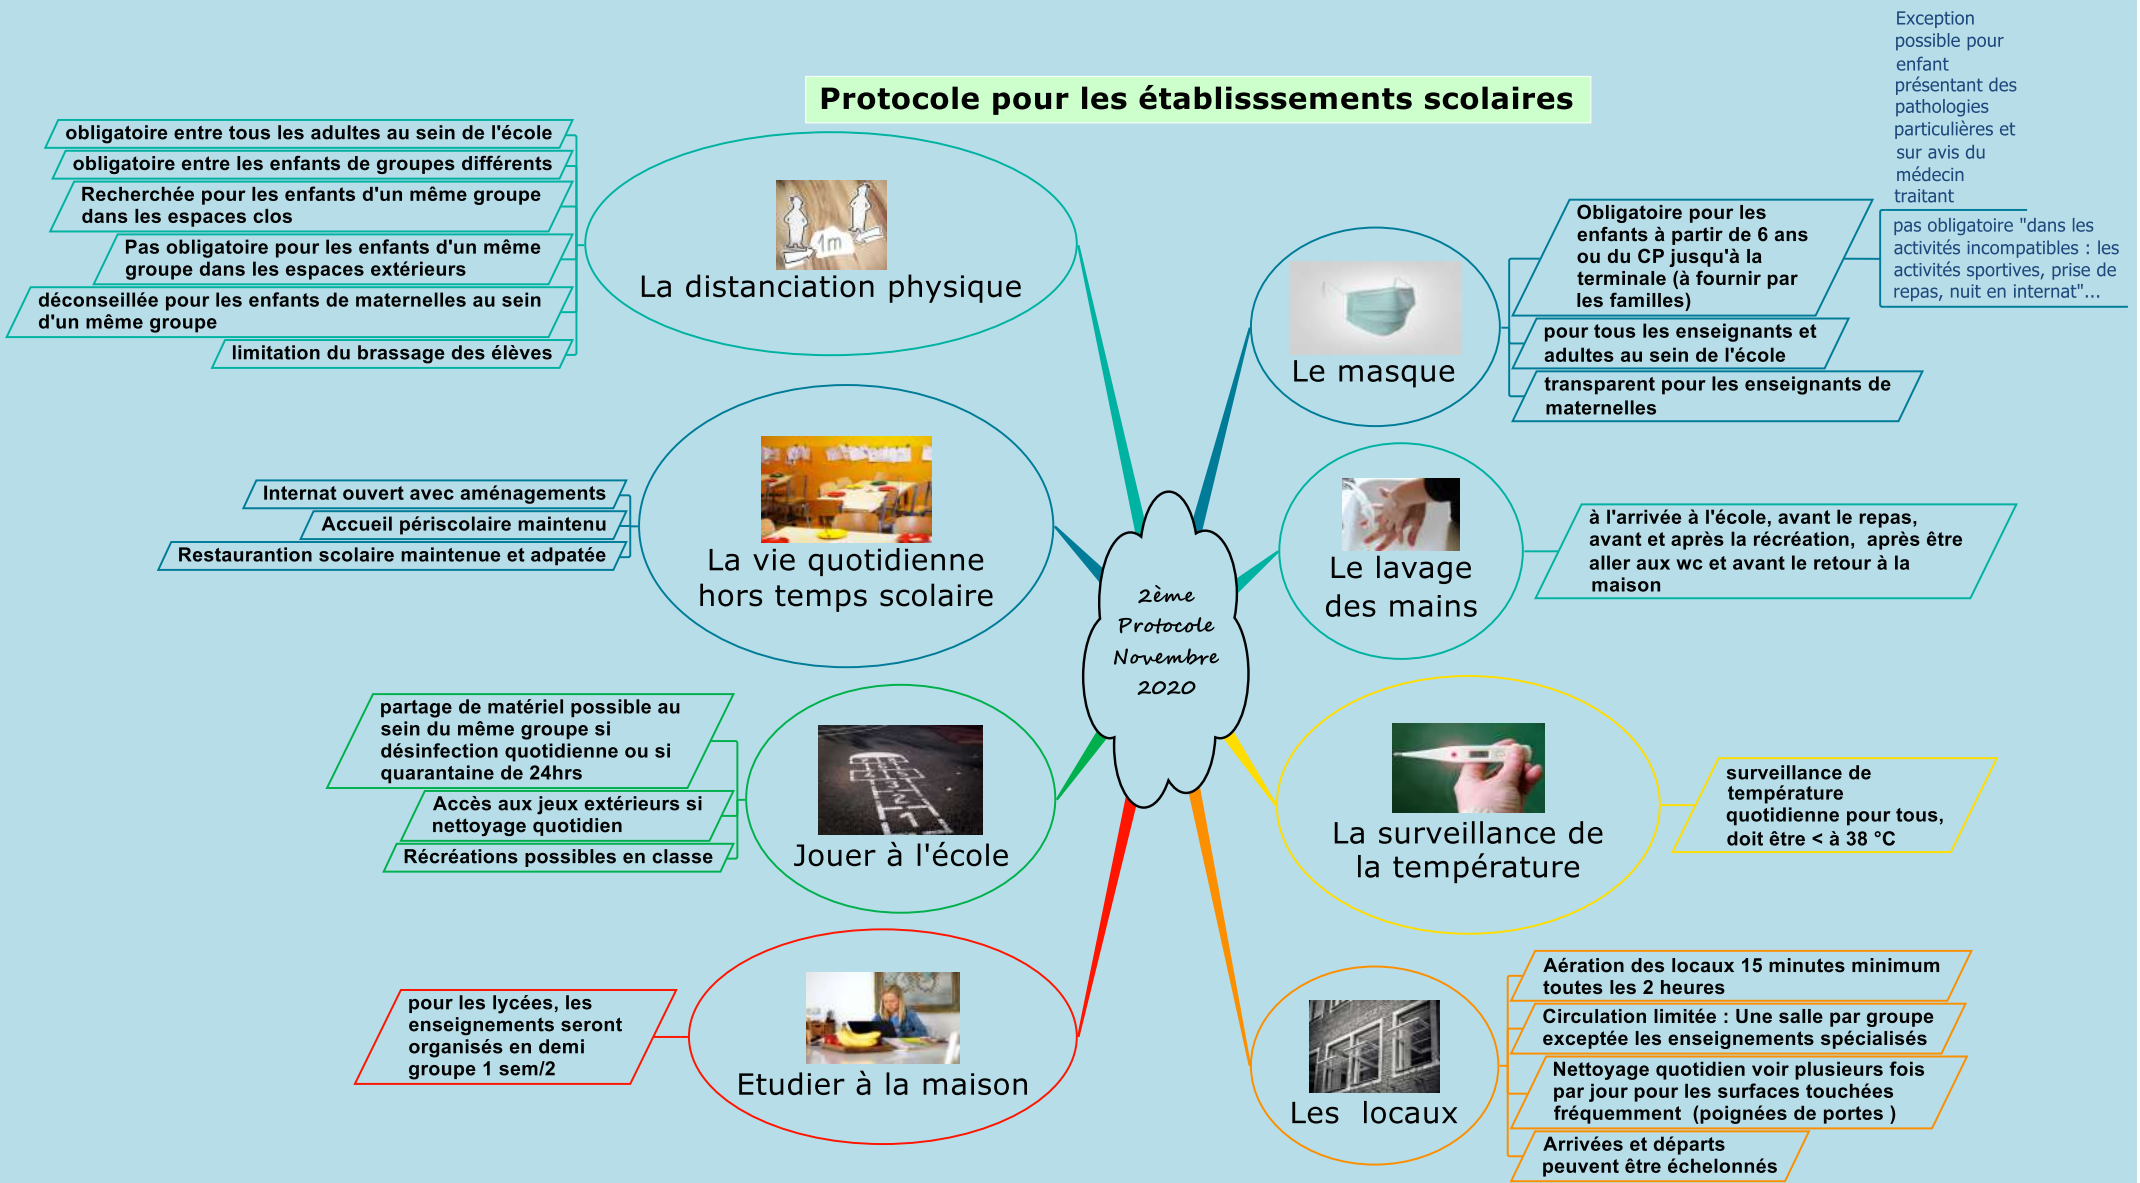 Protocole pour les établisssements scolaires
2ème
Protocole
Novembre
2020
Le masque
Obligatoire pour les
enfants à partir de 6 ans
ou du CP jusqu'à la
terminale (à fournir par
les familles)
Exception
possible pour
enfant
présentant des
pathologies
particulières et
sur avis du
médecin
traitant
pas obligatoire "dans les
activités incompatibles : les
activités sportives, prise de
repas, nuit en internat"...
pour tous les enseignants et
adultes au sein de l'école
transparent pour les enseignants de
maternelles
Le lavage
des mains
à l'arrivée à l'école, avant le repas,
avant et après la récréation,  après être
aller aux wc et avant le retour à la
maison
La surveillance de
la température
surveillance de
température
quotidienne pour tous,
doit être < à 38 °C
Les  locaux
Aération des locaux 15 minutes minimum
toutes les 2 heures
Circulation limitée : Une salle par groupe
exceptée les enseignements spécialisés
Nettoyage quotidien voir plusieurs fois
par jour pour les surfaces touchées
fréquemment  (poignées de portes )
Arrivées et départs
peuvent être échelonnés
La distanciation physique
1m
obligatoire entre tous les adultes au sein de l'école
obligatoire entre les enfants de groupes différents
Recherchée pour les enfants d'un même groupe
dans les espaces clos
Pas obligatoire pour les enfants d'un même
groupe dans les espaces extérieurs
déconseillée pour les enfants de maternelles au sein
d'un même groupe
limitation du brassage des élèves
La vie quotidienne
hors temps scolaire
Internat ouvert avec aménagements
Accueil périscolaire maintenu
Restaurantion scolaire maintenue et adpatée
Jouer à l'école
1
partage de matériel possible au
sein du même groupe si
désinfection quotidienne ou si
quarantaine de 24hrs
Accès aux jeux extérieurs si
nettoyage quotidien
Récréations possibles en classe
Etudier à la maison
pour les lycées, les
enseignements seront
organisés en demi
groupe 1 sem/2